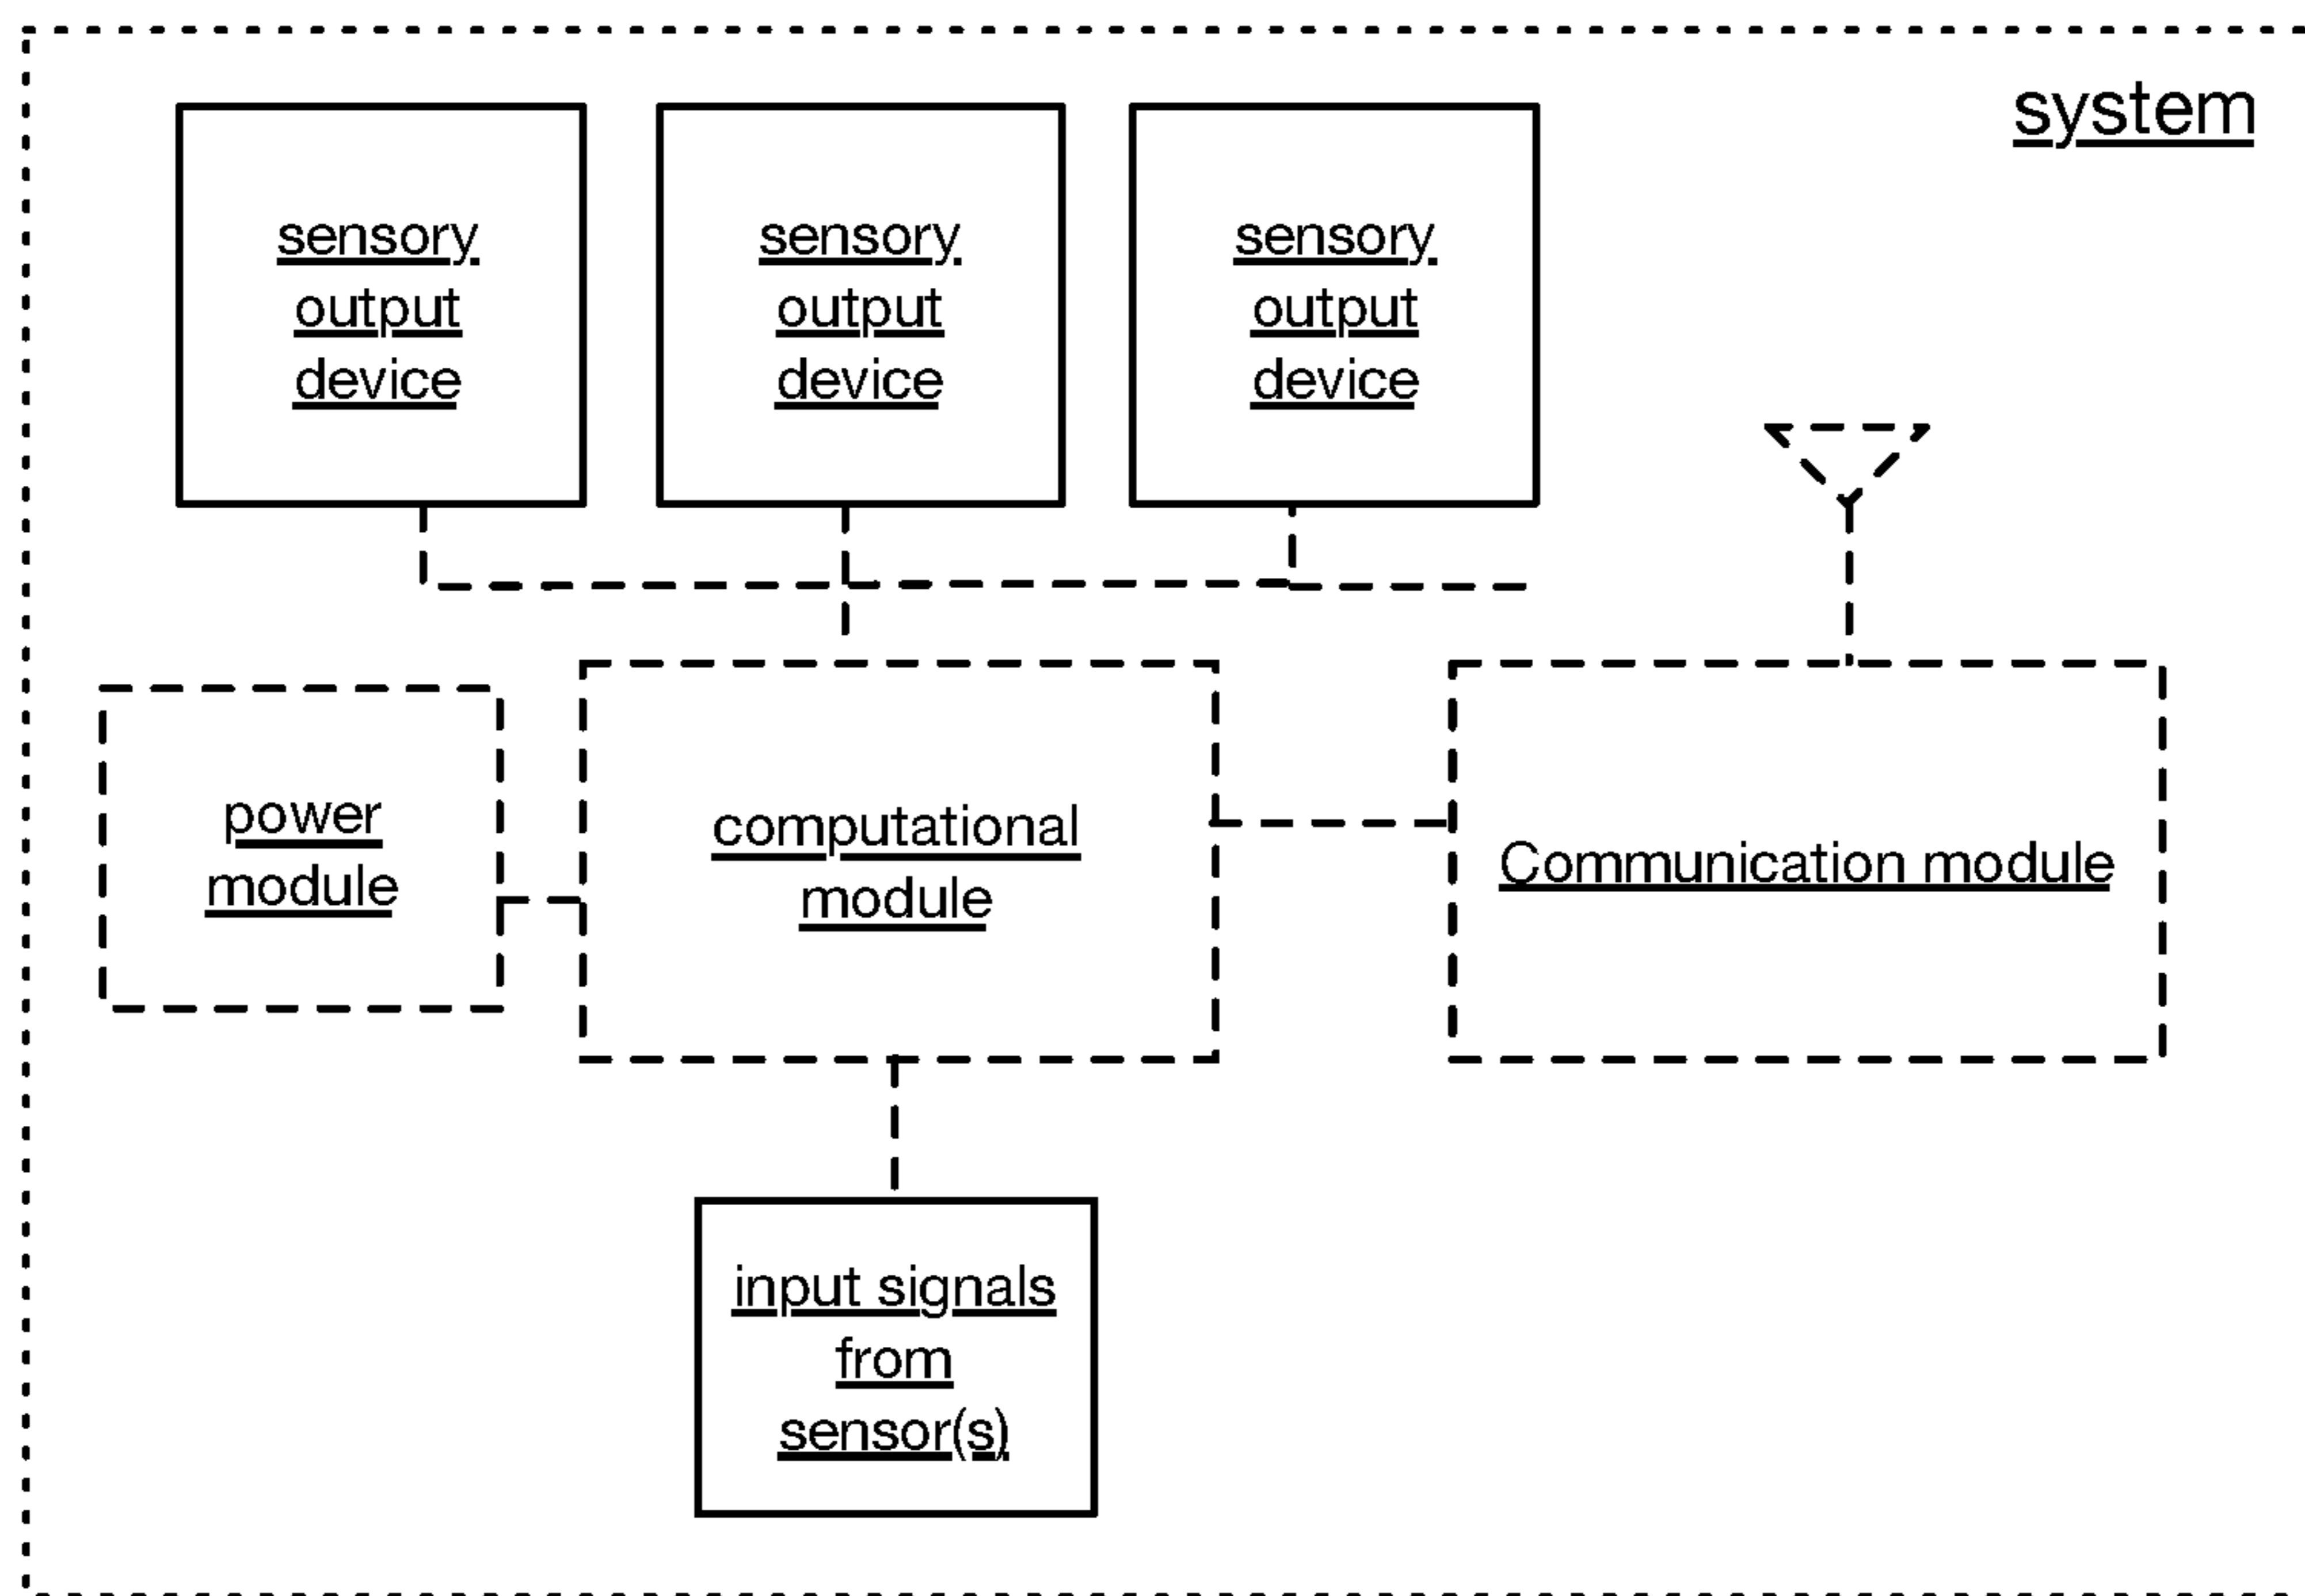 system
sensory
output
device
sensory
output
device
sensory
output
device
power
module
computational
module
Communication module
input signals
from
sensor(s)